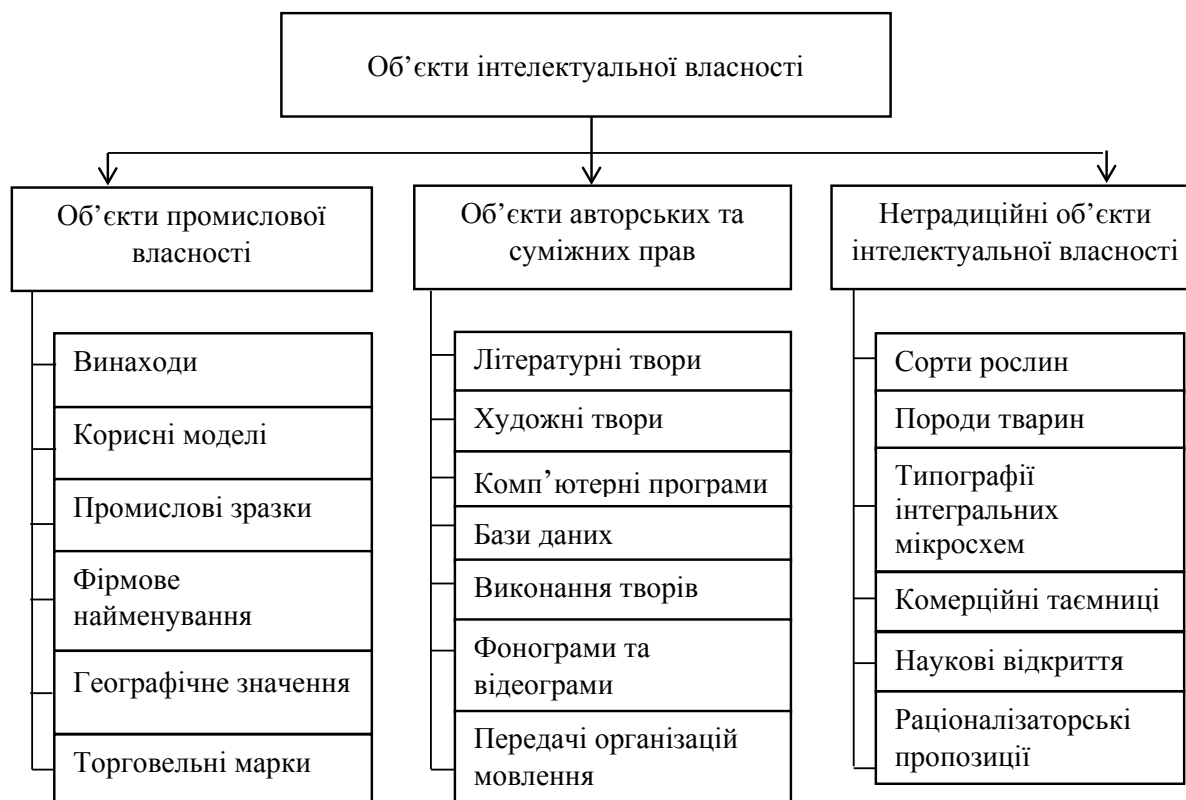 Об’єкти інтелектуальної власності
Об’єкти промислової
власності
Винаходи
Корисні моделі
Промислові зразки
Фірмове
найменування
Географічне значення
Торговельні марки
Об’єкти авторських та
суміжних прав
Літературні твори
Художні твори
Комп’ютерні програми
Бази даних
Виконання творів
Фонограми та
відеограми
Передачі організацій
мовлення
Нетрадиційні об’єкти
інтелектуальної власності
Сорти рослин
Породи тварин
Типографії
інтегральних
мікросхем
Комерційні таємниці
Наукові відкриття
Раціоналізаторські
пропозиції